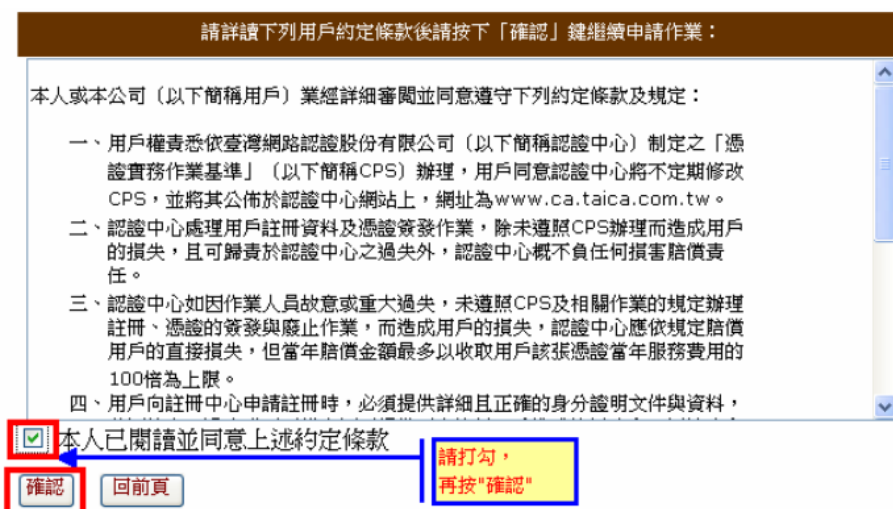 請詳讀下列用戶約定條款後請按下「確認」鍵繼續申請作業：
本人或本公司（以下簡稱用戶）業經詳細審閱並同意遵守下列約定條款及規定：
一、用戶權責悉依臺灣網路認證股份有限公司（以下簡稱認證中心）制定之「憑
證實務作業基準」（以下簡稱CPS）辦理，用戶同意認證中心將不定期修改
CPS，並將其公佈於認證中心網站上，網址為www.ca.taica.com.tw。
二、認證中心處理用戶註冊資料及憑證簽發作業，除未遵照CPS辦理而造成用戶
的損失，且可歸責於認證中心之過失外，認證中心概不負任何損害賠償責
任。
三、認證中心如因作業人員故意或重大過失，未遵照CPS及相關作業的規定辦理
註冊、憑證的簽發與廢止作業，而造成用戶的損失，認證中心應依規定賠償
用戶的直接損失，但當年賠償金額最多以收取用戶該張憑證當年服務費用的
100倍為上限。
四、用戶向註冊中心申請註冊時，必須提供詳細且正確的身分證明文件與資料，
本人已閱讀並同意上述約定條款
請打勾，
再按"確認"
確認
回前頁